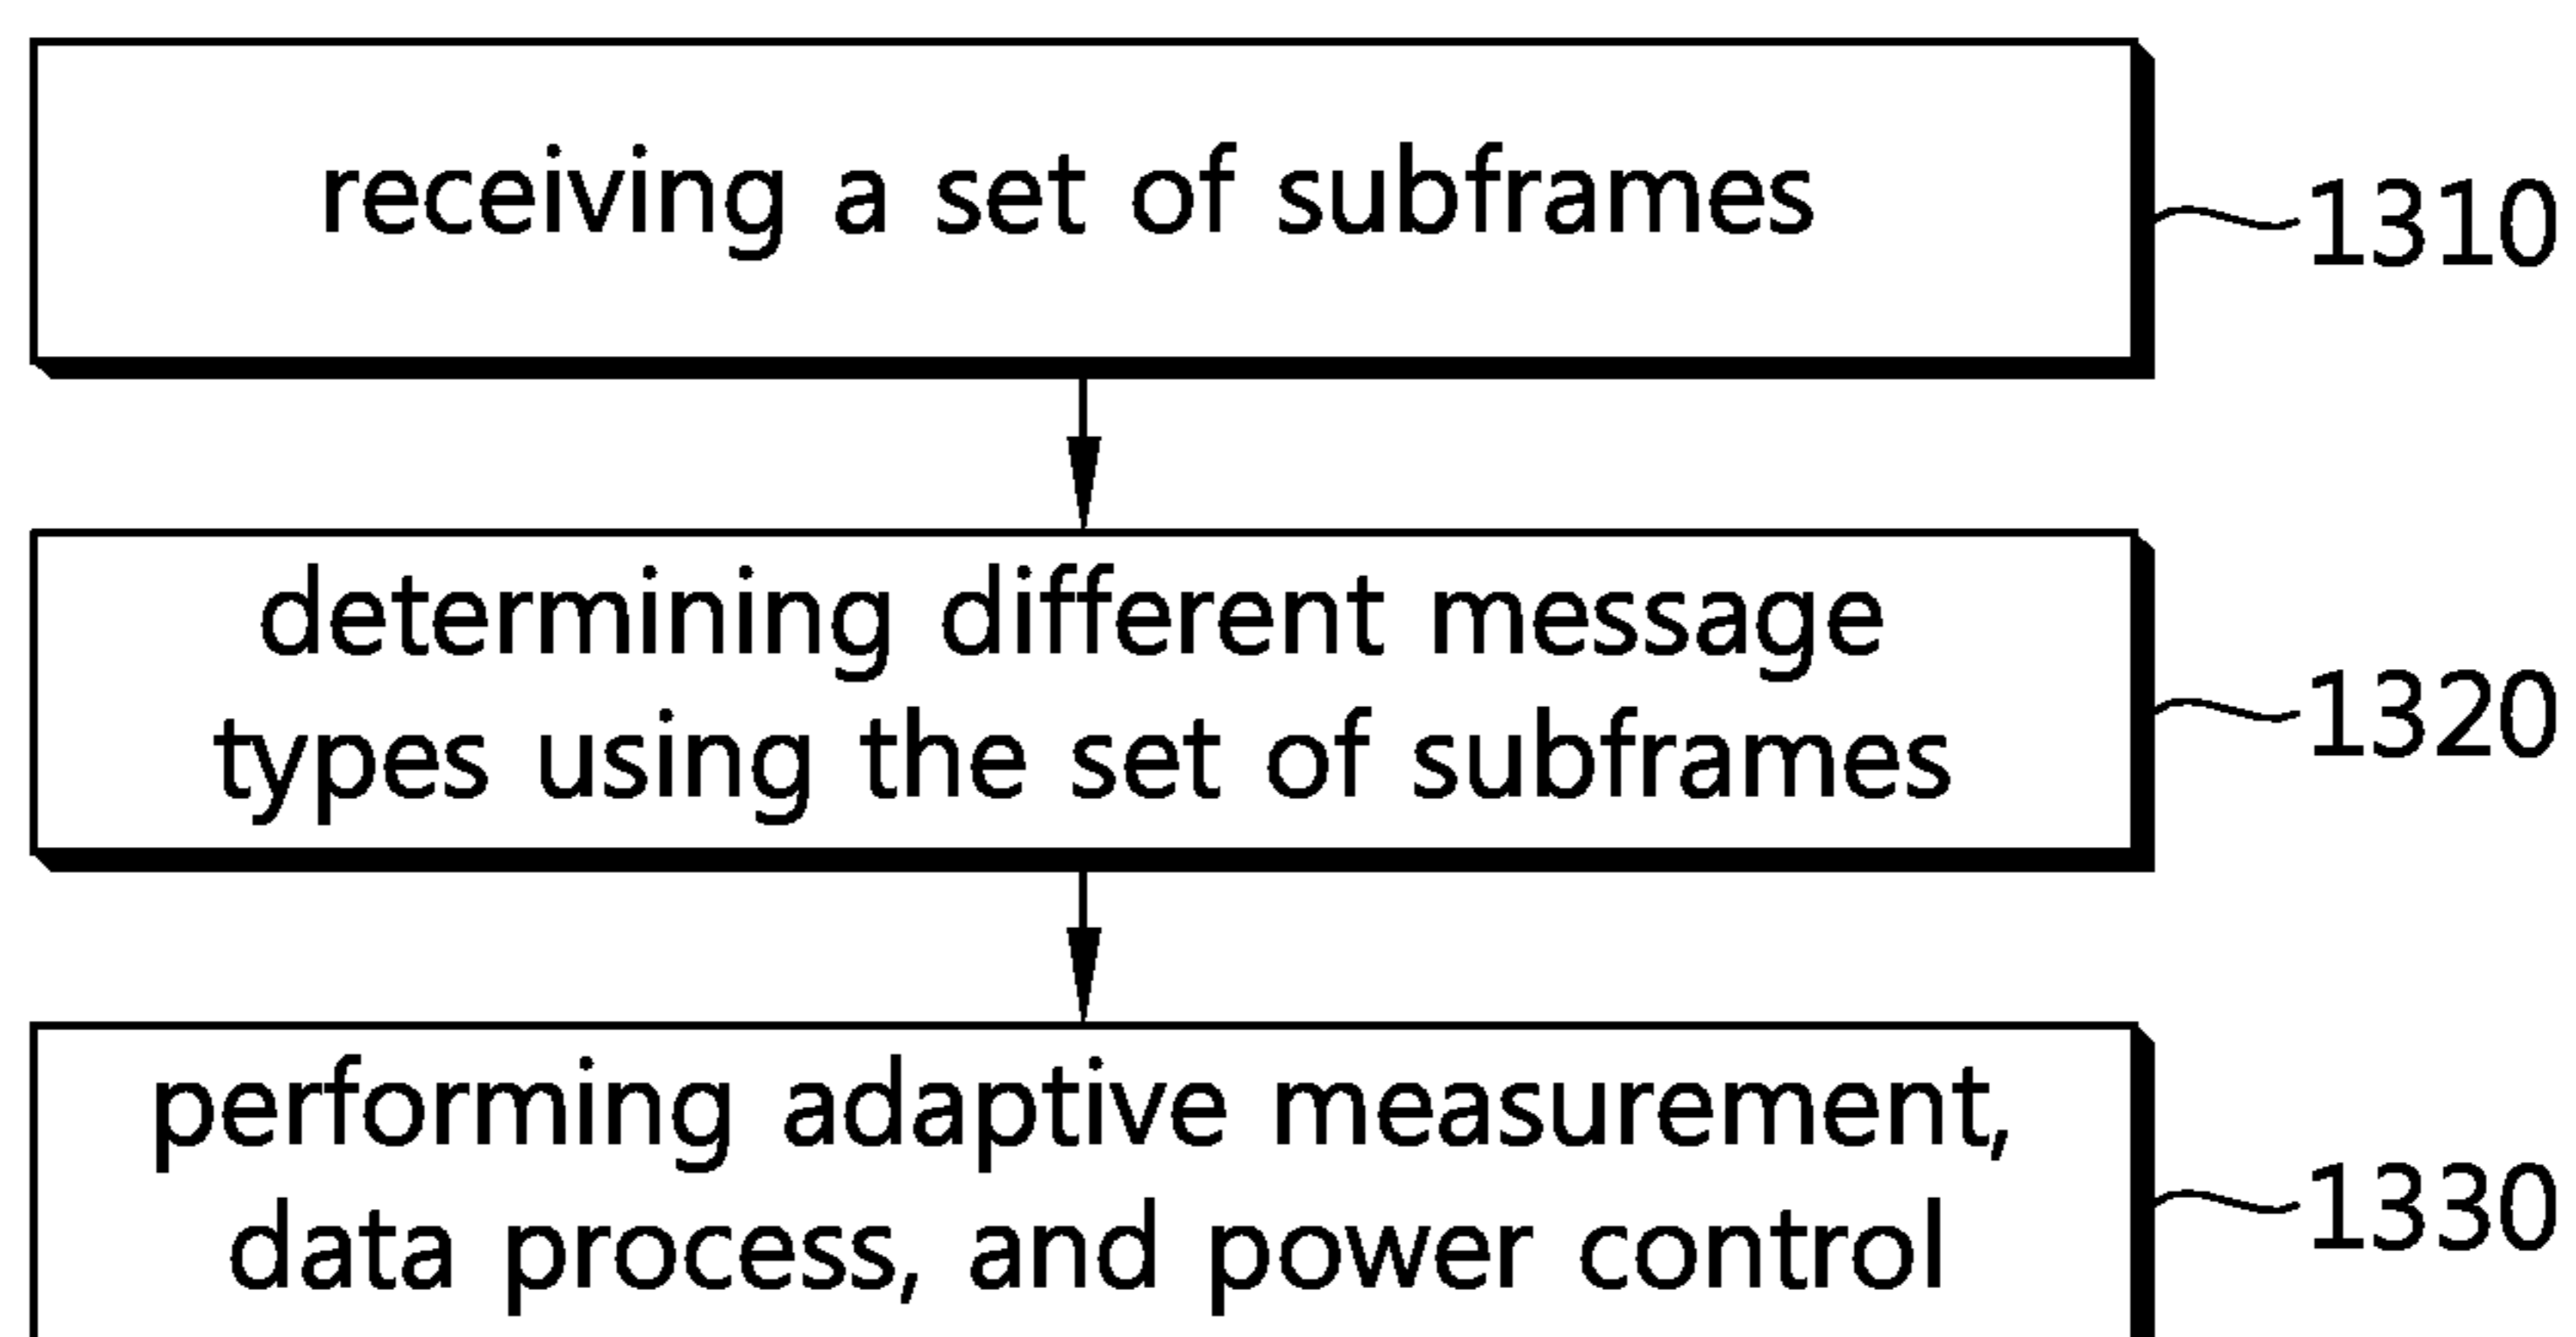 receiving a set of subframes
1310
determining different message
types using the set of subframes
1320
performing adaptive measurement,
data process, and power control
1330